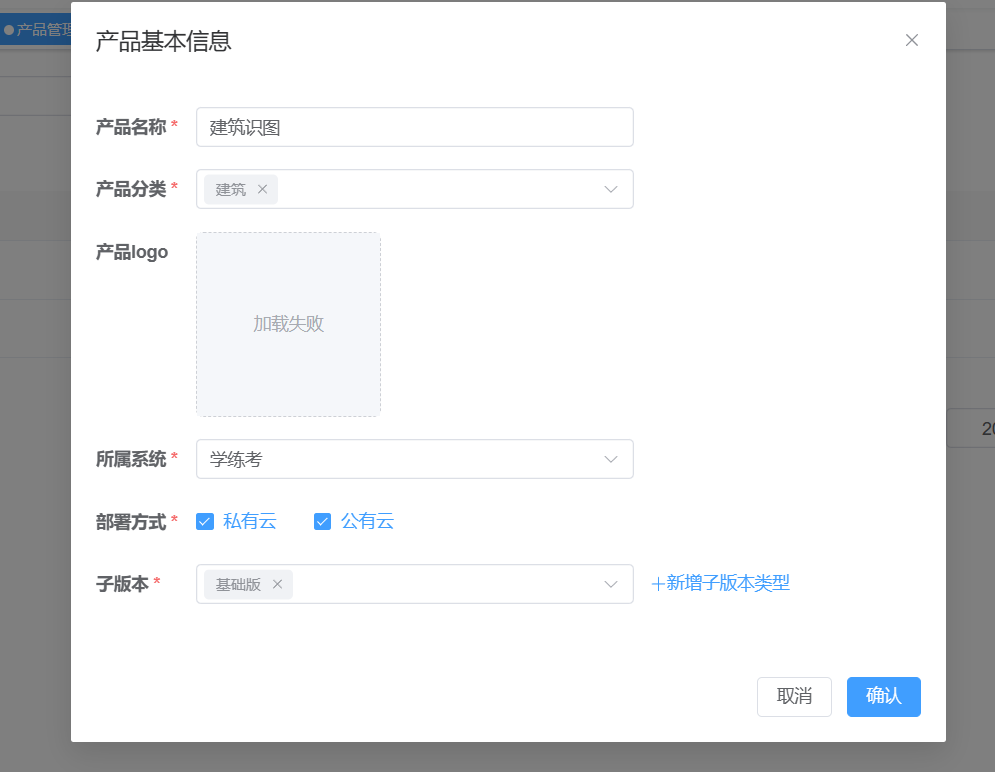 产品管理
产品基本信息
产品名称 *
建筑识图
产品分类 *
建筑
产品logo
加载失败
所属系统 *
学练考
20
部署方式 *
私有云 公有云
子版本 *
基础版
+新增子版本类型
取消 确认